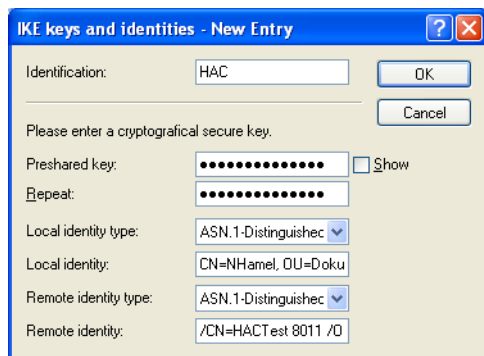 IKE keys and identities - New Entry
Identification: HAC OK
Cancel
Please enter a cryptografical secure key.
Preshared key: ●●●●●●●●●●●●●● Show
Repeat: ●●●●●●●●●●●●●●
Local identity type: ASN.1-Distinguishec
Local identity: CN=NHamel, OU=Doku
Remote identity type: ASN.1-Distinguishec
Remote identity: /CN=HACTest 8011 /O